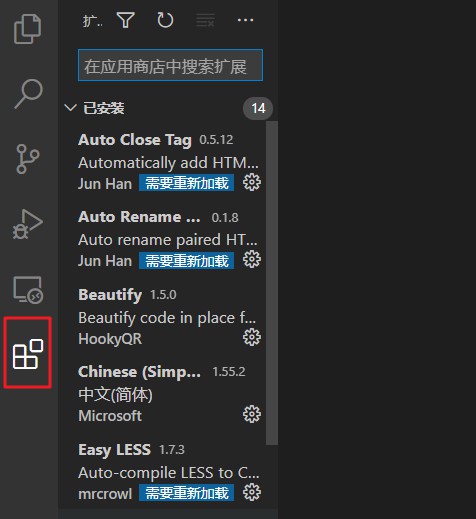 扩..
在应用商店中搜索扩展
已安装 14
Auto Close Tag 0.5.12
Automatically add HTM...
Jun Han 需要重新加载
Auto Rename ... 0.1.8
Auto rename paired HT...
Jun Han 需要重新加载
Beautify 1.5.0
Beautify code in place f...
HookyQR
Chinese (Simp... 1.55.2
中文(简体)
Microsoft
Easy LESS 1.7.3
Auto-compile LESS to C...
mrcrowl 需要重新加载